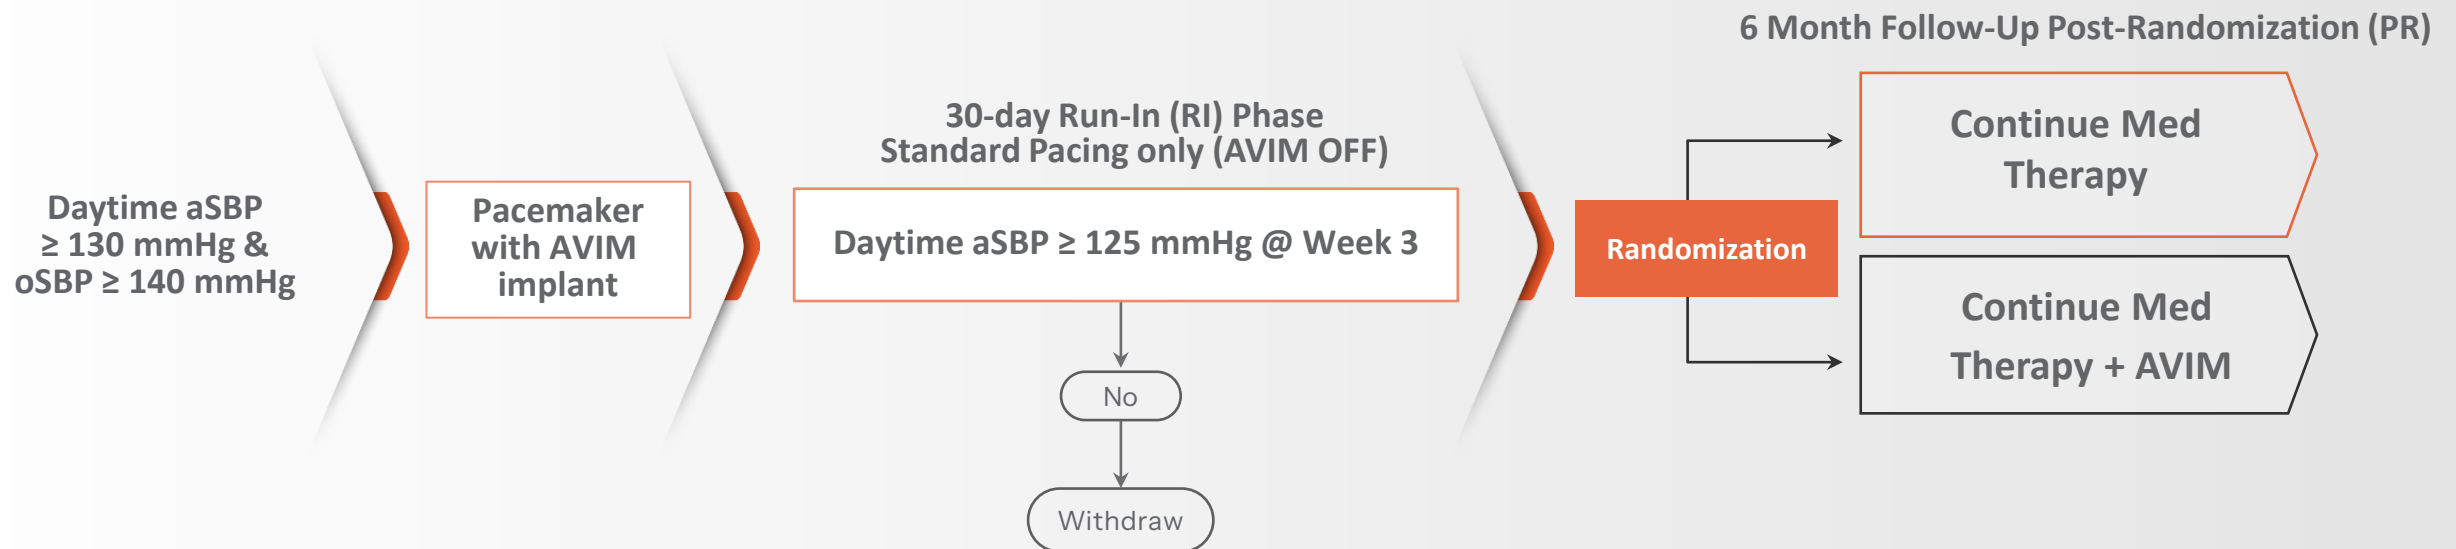 Daytime aSBP
≥ 130 mmHg &
oSBP ≥ 140 mmHg
Pacemaker
with AVIM
implant
30-day Run-In (RI) Phase
Standard Pacing only (AVIM OFF)
Daytime aSBP ≥ 125 mmHg @ Week 3
No
Withdraw
Randomization
6 Month Follow-Up Post-Randomization (PR)
Continue Med
Therapy
Continue Med
Therapy + AVIM